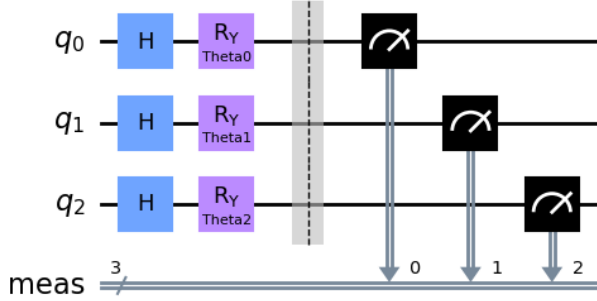 q0 H RY Theta0
q1 H RY Theta1
q2 H RY Theta2
meas 3 0 1 2